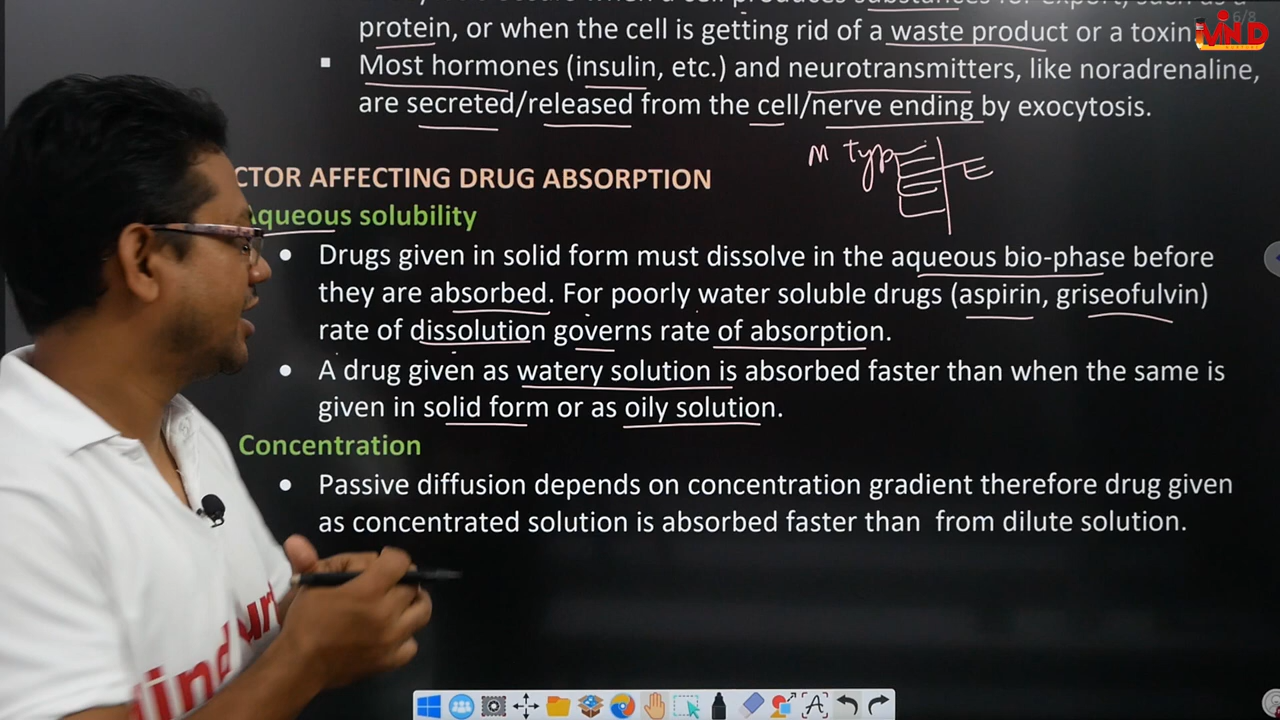 protein, or when the cell is getting rid of a waste product or a toxin
6/8
MIND
▪ Most hormones (insulin, etc.) and neurotransmitters, like noradrenaline,
are secreted/released from the cell/nerve ending by exocytosis.
M typ
CTOR AFFECTING DRUG ABSORPTION
Aqueous solubility
• Drugs given in solid form must dissolve in the aqueous bio-phase before
they are absorbed. For poorly water soluble drugs (aspirin, griseofulvin)
rate of dissolution governs rate of absorption.
• A drug given as watery solution is absorbed faster than when the same is
given in solid form or as oily solution.
Concentration
• Passive diffusion depends on concentration gradient therefore drug given
as concentrated solution is absorbed faster than from dilute solution.